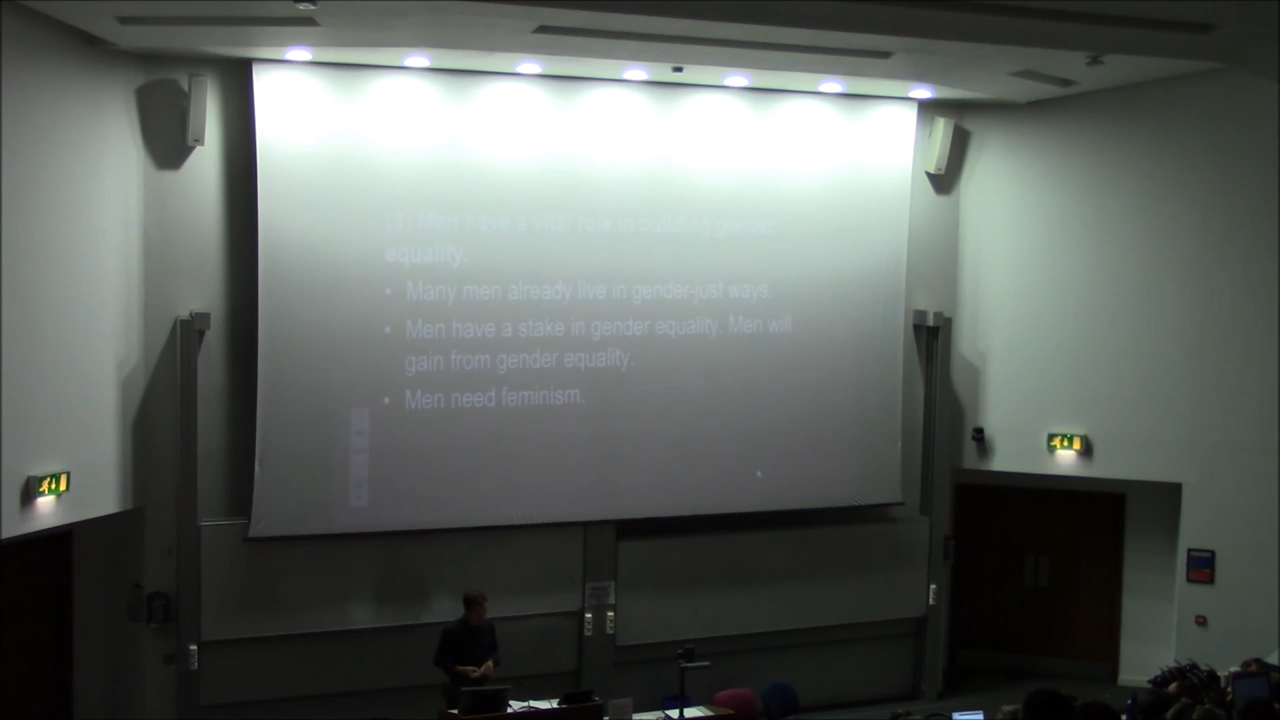 Men have a vital role in building gender
equality.
• Many men already live in gender-just ways.
• Men have a stake in gender equality. Men will
gain from gender equality.
• Men need feminism.